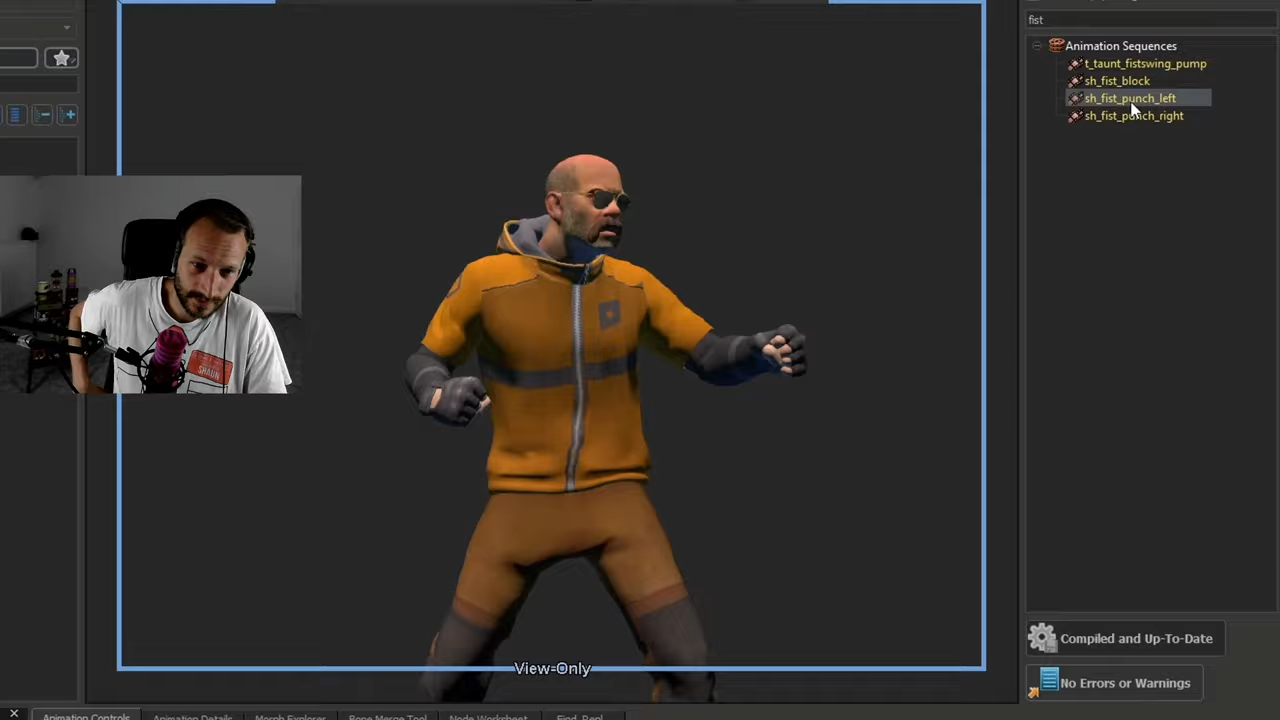 fist
Animation Sequences
t_taunt_fistswing_pump
sh_fist_block
sh_fist_punch_left
sh_fist_punch_right
SHAUN
View-Only
Compiled and Up-To-Date
No Errors or Warnings
Animation Controls
Animation Details
Morph Explorer
Bone Merge Tool
Node Worksheet